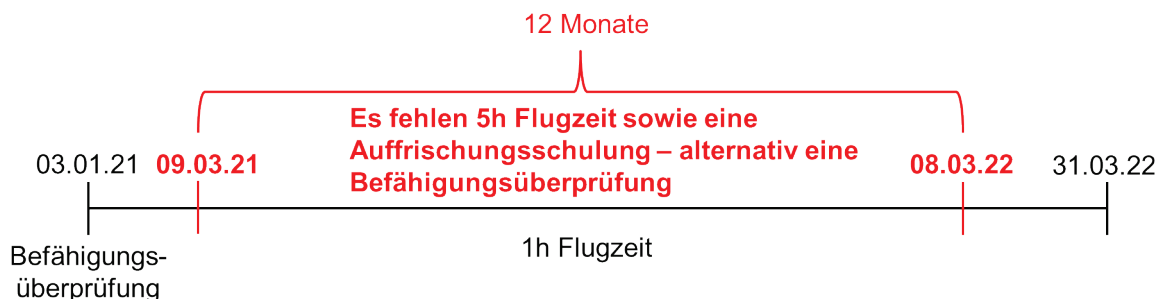 12 Monate
Es fehlen 5h Flugzeit sowie eine
Auffrischungsschulung – alternativ eine
Befähigungsüberprüfung
03.01.21 09.03.21 08.03.22 31.03.22
1h Flugzeit
Befähigungs-
überprüfung